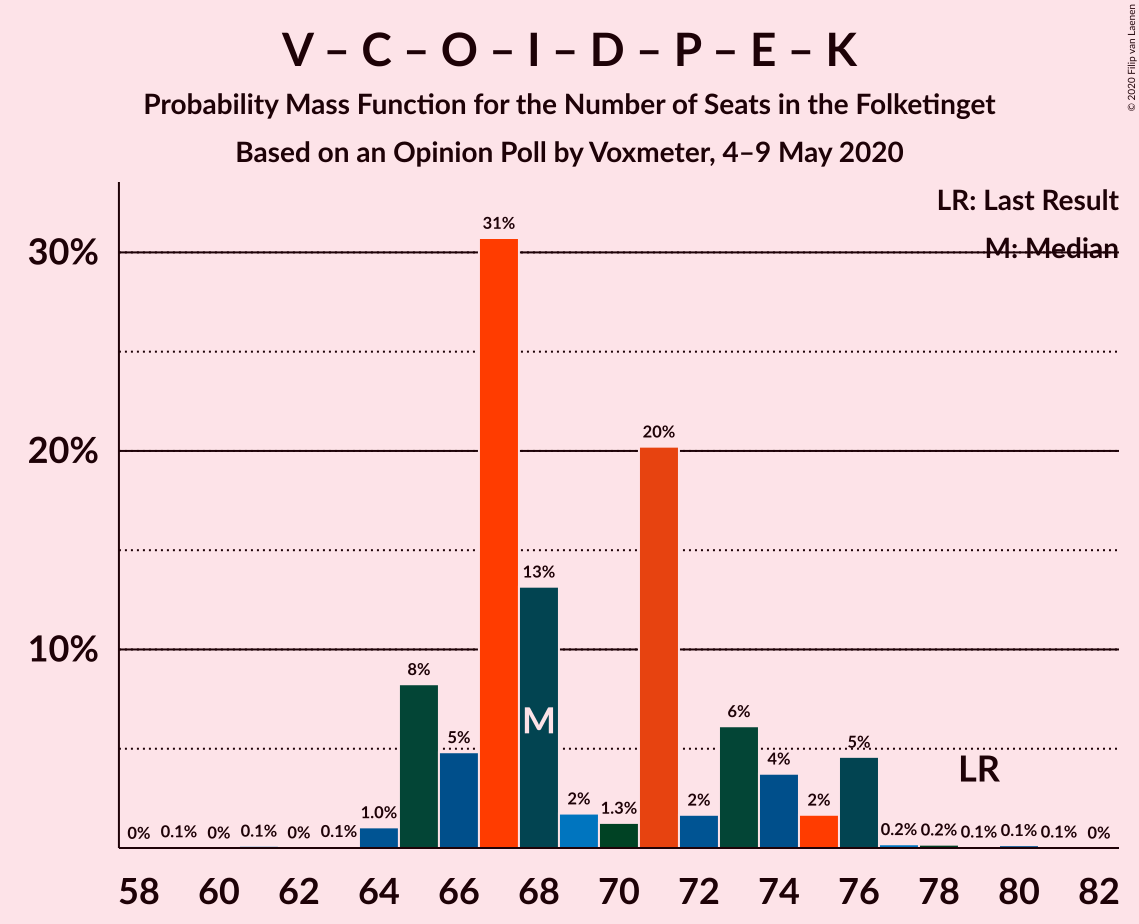 V – C – O – I – D – P – E – K
Probability Mass Function for the Number of Seats in the Folketinget
Based on an Opinion Poll by Voxmeter, 4–9 May 2020
© 2020 Filip van Laenen
LR: Last Result
M: Median
30%
20%
10%
0% 0.1% 0% 0.1% 0% 0.1% 1.0% 8% 5% 31% 13% 2% 1.3% 20% 2% 6% 4% 2% 5% 0.2% 0.2% 0.1% 0.1% 0.1% 0%
M
LR
58 60 62 64 66 68 70 72 74 76 78 80 82